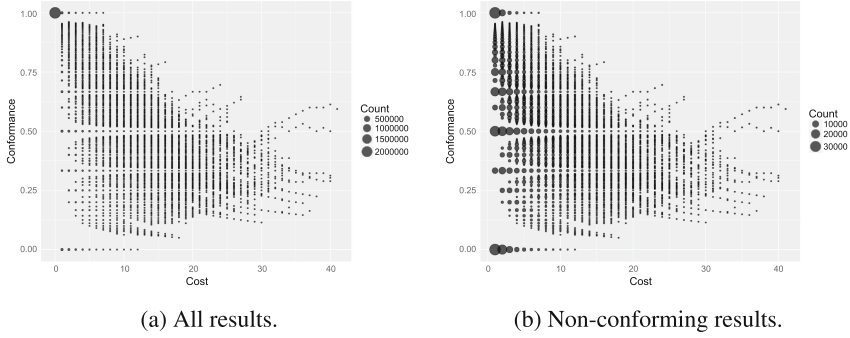 1.00
0.75
0.50
0.25
0.00
Conformance
0 10 20 30 40
Cost
Count
500000
1000000
1500000
2000000
(a) All results.
1.00
0.75
0.50
0.25
0.00
Conformance
0 10 20 30 40
Cost
Count
10000
20000
30000
(b) Non-conforming results.